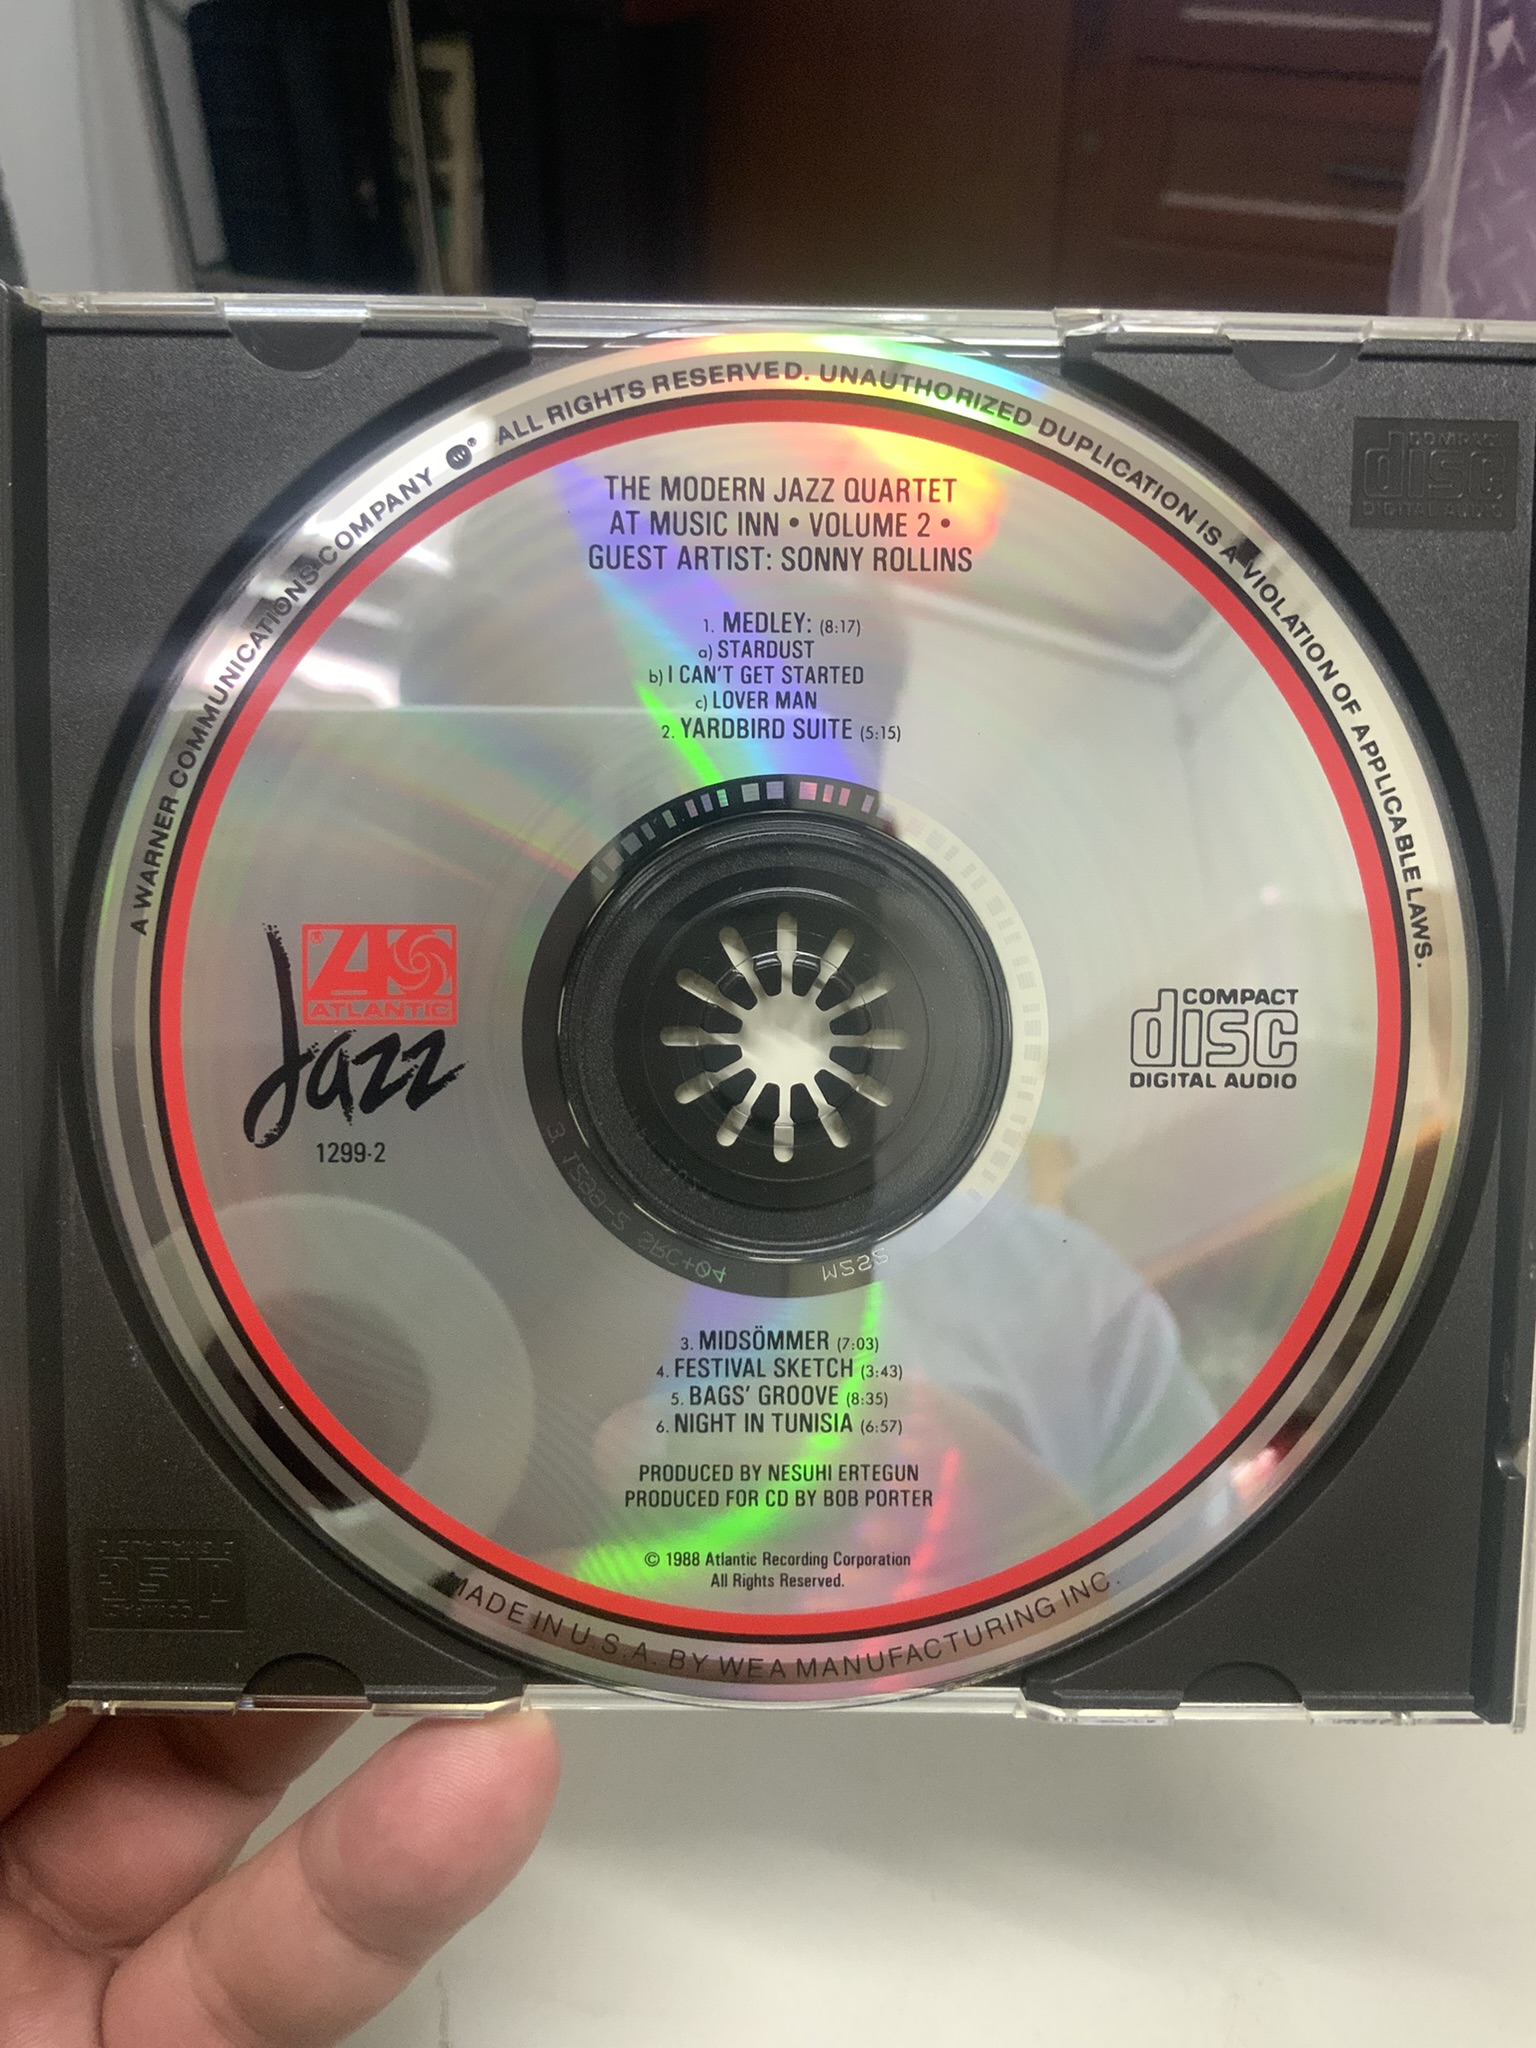 A WARNER COMMUNICATIONS COMPANY ® ALL RIGHTS RESERVED. UNAUTHORIZED DUPLICATION IS A VIOLATION OF APPLICABLE LAWS.
THE MODERN JAZZ QUARTET
AT MUSIC INN • VOLUME 2 •
GUEST ARTIST: SONNY ROLLINS
1. MEDLEY: (8:17)
a) STARDUST
b) I CAN'T GET STARTED
c) LOVER MAN
2. YARDBIRD SUITE (5:15)
ATLANTIC
Jazz
1299-2
COMPACT
disc
DIGITAL AUDIO
COMPACT
disc
DIGITAL AUDIO
SRC+04
M2S2
3. MIDSÖMMER (7:03)
4. FESTIVAL SKETCH (3:43)
5. BAGS' GROOVE (8:35)
6. NIGHT IN TUNISIA (6:57)
PRODUCED BY NESUHI ERTEGUN
PRODUCED FOR CD BY BOB PORTER
© 1988 Atlantic Recording Corporation
All Rights Reserved.
MADE IN U.S.A. BY WEA MANUFACTURING INC.